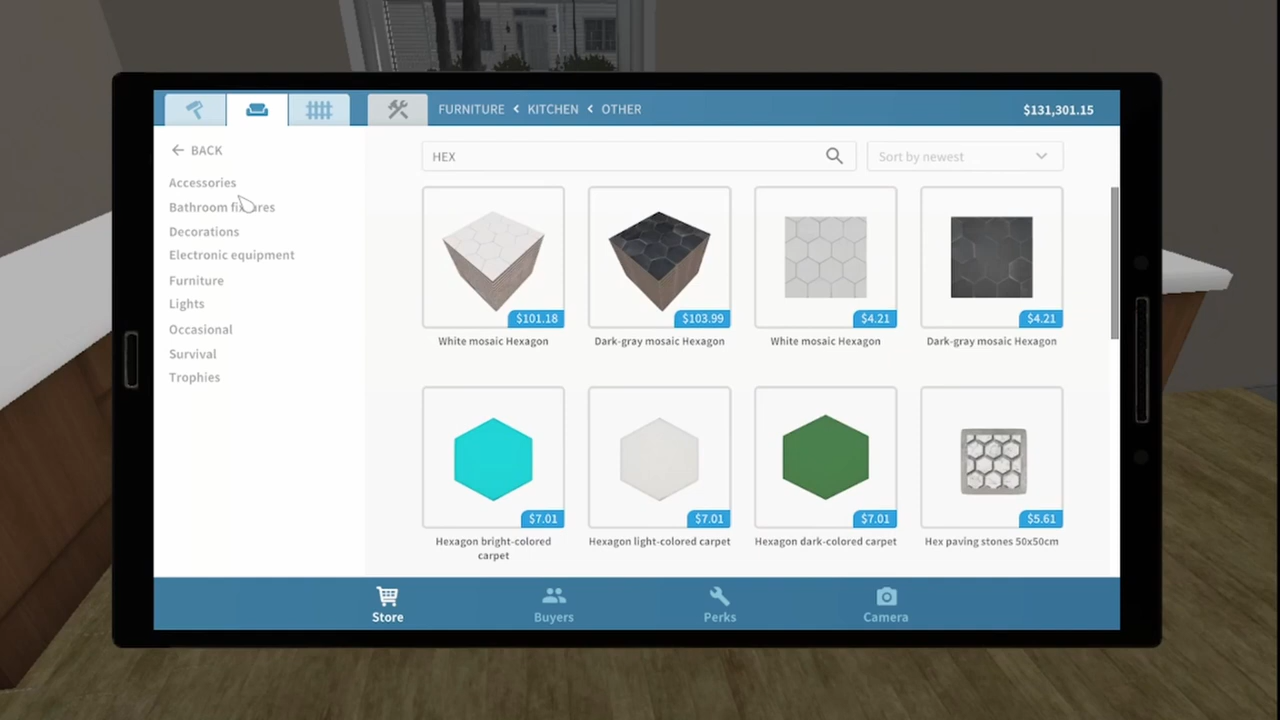 FURNITURE < KITCHEN < OTHER
$131,301.15
BACK
Accessories
Bathroom fixtures
Decorations
Electronic equipment
Furniture
Lights
Occasional
Survival
Trophies
HEX
Sort by newest
$101.18
$103.99
$4.21
$4.21
White mosaic Hexagon
Dark-gray mosaic Hexagon
White mosaic Hexagon
Dark-gray mosaic Hexagon
$7.01
$7.01
$7.01
$5.61
Hexagon bright-colored
carpet
Hexagon light-colored carpet
Hexagon dark-colored carpet
Hex paving stones 50x50cm
Store
Buyers
Perks
Camera